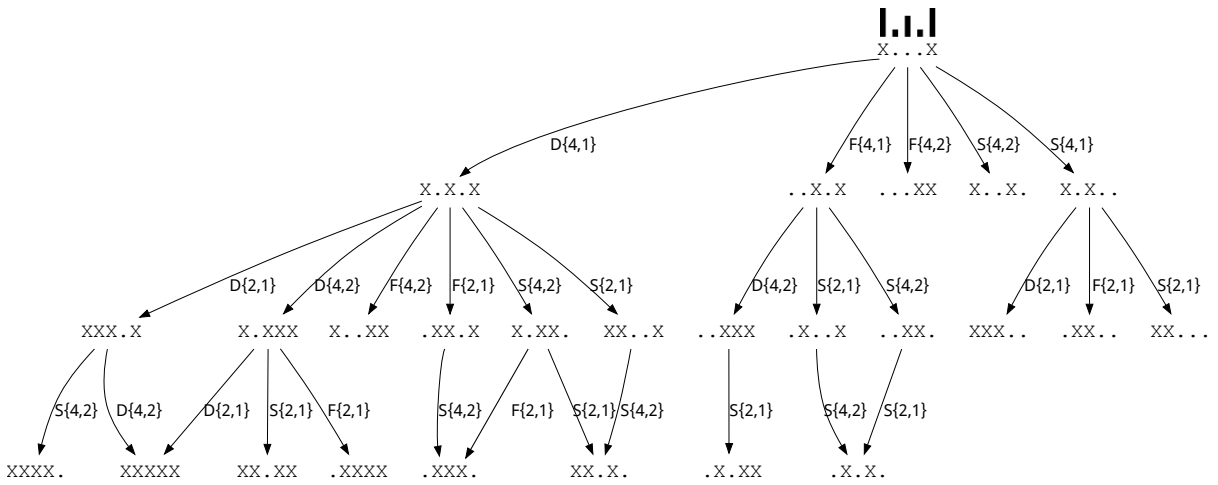 X...X
D{4,1} F{4,1} F{4,2} S{4,2} S{4,1}
X.X.X ..X.X ...XX X..X. X.X..
D{2,1} D{4,2} F{4,2} F{2,1} S{4,2} S{2,1} D{4,2} S{2,1} S{4,2} D{2,1} F{2,1} S{2,1}
XXX.X X.XXX X..XX .XX.X X.XX. XX..X ..XXX .X..X ..XX. XXX.. .XX.. XX...
S{4,2} D{4,2} D{2,1} S{2,1} F{2,1} S{4,2} F{2,1} S{2,1} S{4,2} S{2,1} S{4,2} S{2,1}
XXXX. XXXXX XX.XX .XXXX .XXX. XX.X. .X.XX .X.X.